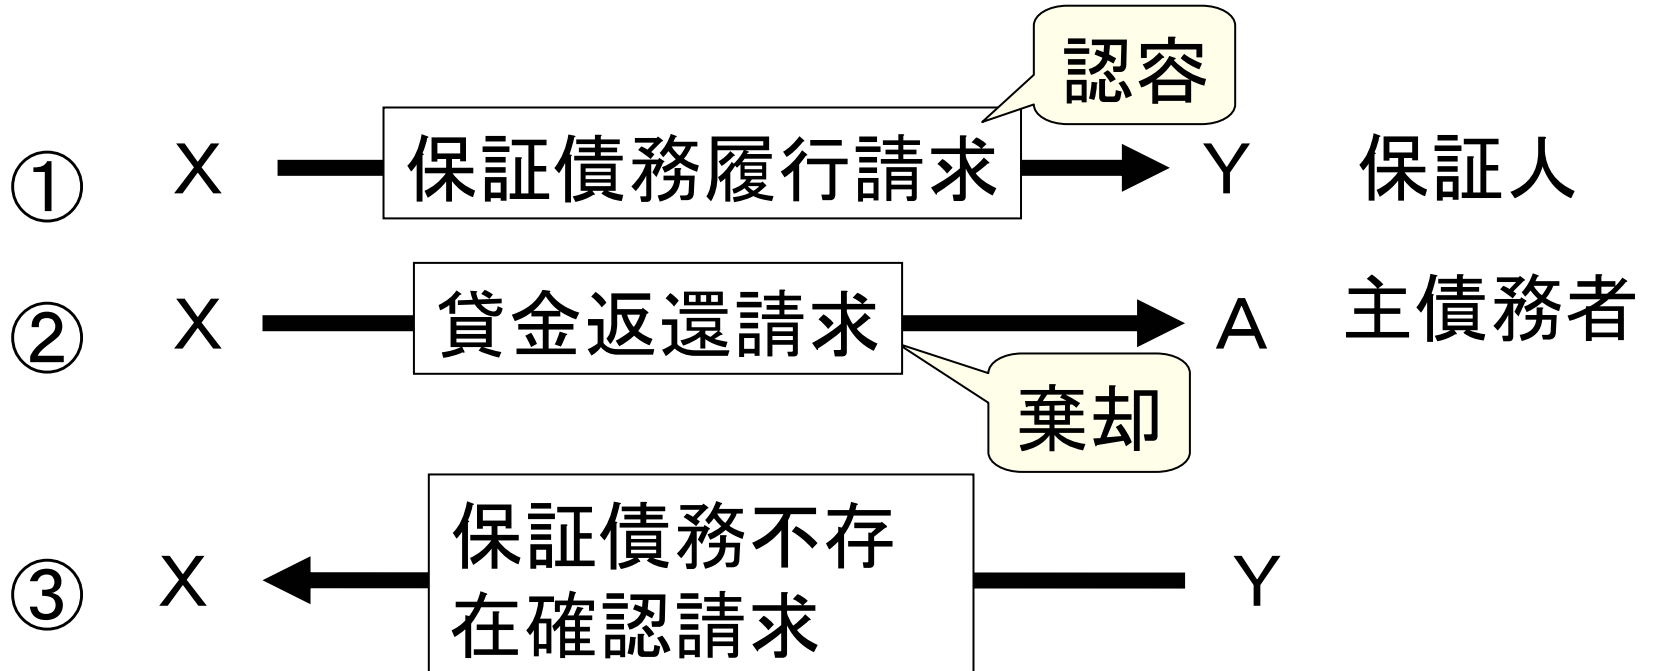 認容
① X 保証債務履行請求 Y 保証人
② X 貸金返還請求 A 主債務者
棄却
③ X 保証債務不存 Y
在確認請求